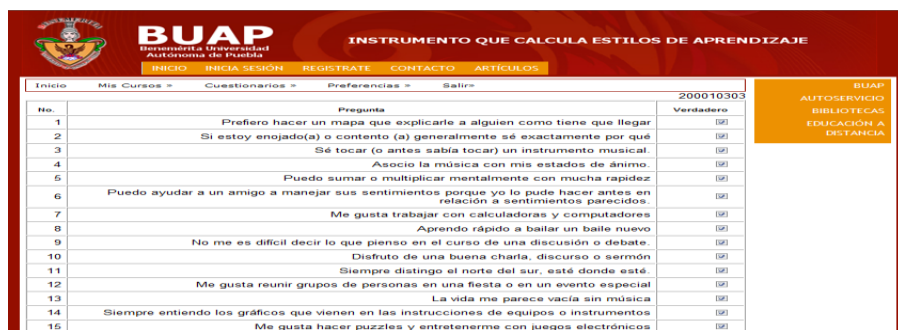 BUAP
Benemérita Universidad
Autónoma de Puebla
INSTRUMENTO QUE CALCULA ESTILOS DE APRENDIZAJE
INICIO INICIA SESIÓN REGISTRATE CONTACTO ARTÍCULOS
Inicio Mis Cursos » Cuestionarios » Preferencias » Salir»
BUAP
AUTOSERVICIO
BIBLIOTECAS
EDUCACIÓN A
DISTANCIA
200010303
No. Pregunta Verdadero
1 Prefiero hacer un mapa que explicarle a alguien como tiene que llegar
2 Si estoy enojado(a) o contento (a) generalmente sé exactamente por qué
3 Sé tocar (o antes sabía tocar) un instrumento musical.
4 Asocio la música con mis estados de ánimo.
5 Puedo sumar o multiplicar mentalmente con mucha rapidez
6 Puedo ayudar a un amigo a manejar sus sentimientos porque yo lo pude hacer antes en
relación a sentimientos parecidos.
7 Me gusta trabajar con calculadoras y computadores
8 Aprendo rápido a bailar un baile nuevo
9 No me es difícil decir lo que pienso en el curso de una discusión o debate.
10 Disfruto de una buena charla, discurso o sermón
11 Siempre distingo el norte del sur, esté donde esté.
12 Me gusta reunir grupos de personas en una fiesta o en un evento especial
13 La vida me parece vacía sin música
14 Siempre entiendo los gráficos que vienen en las instrucciones de equipos o instrumentos
15 Me gusta hacer puzzles y entretenerme con juegos electrónicos